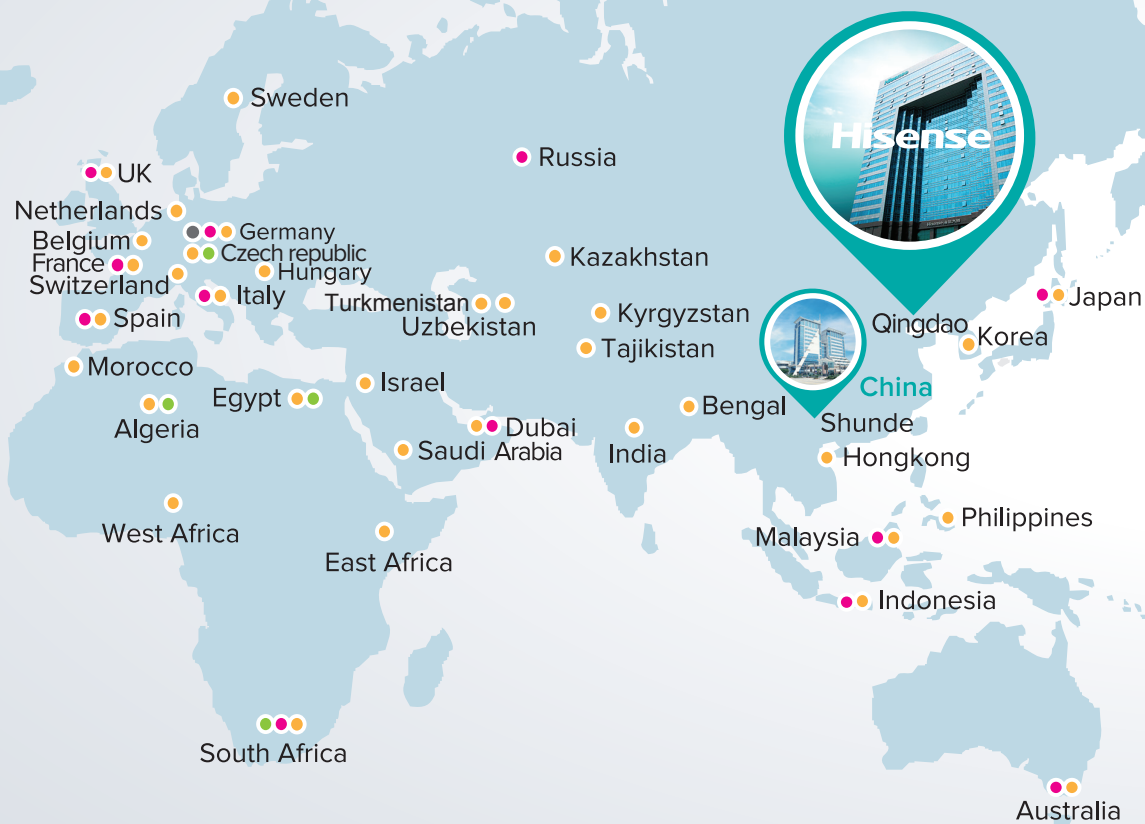 Sweden
Hisense
UK
Russia
Netherlands
Germany
Belgium
Czech republic
France
Kazakhstan
Hungary
Switzerland
Italy
Japan
Turkmenistan
Kyrgyzstan
Spain
Uzbekistan
Qingdao
Korea
Tajikistan
Morocco
Israel
China
Egypt
Bengal
Algeria
Dubai
Shunde
Saudi Arabia
India
Hongkong
Philippines
West Africa
Malaysia
East Africa
Indonesia
South Africa
Australia